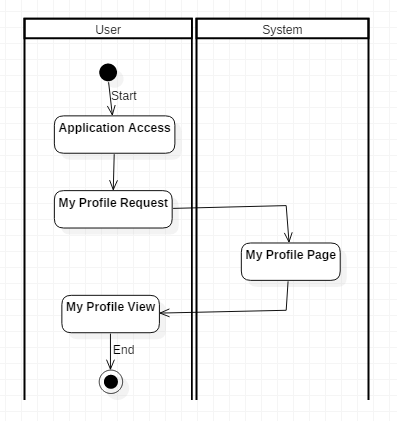 User
System
Start
Application Access
My Profile Request
My Profile Page
My Profile View
End